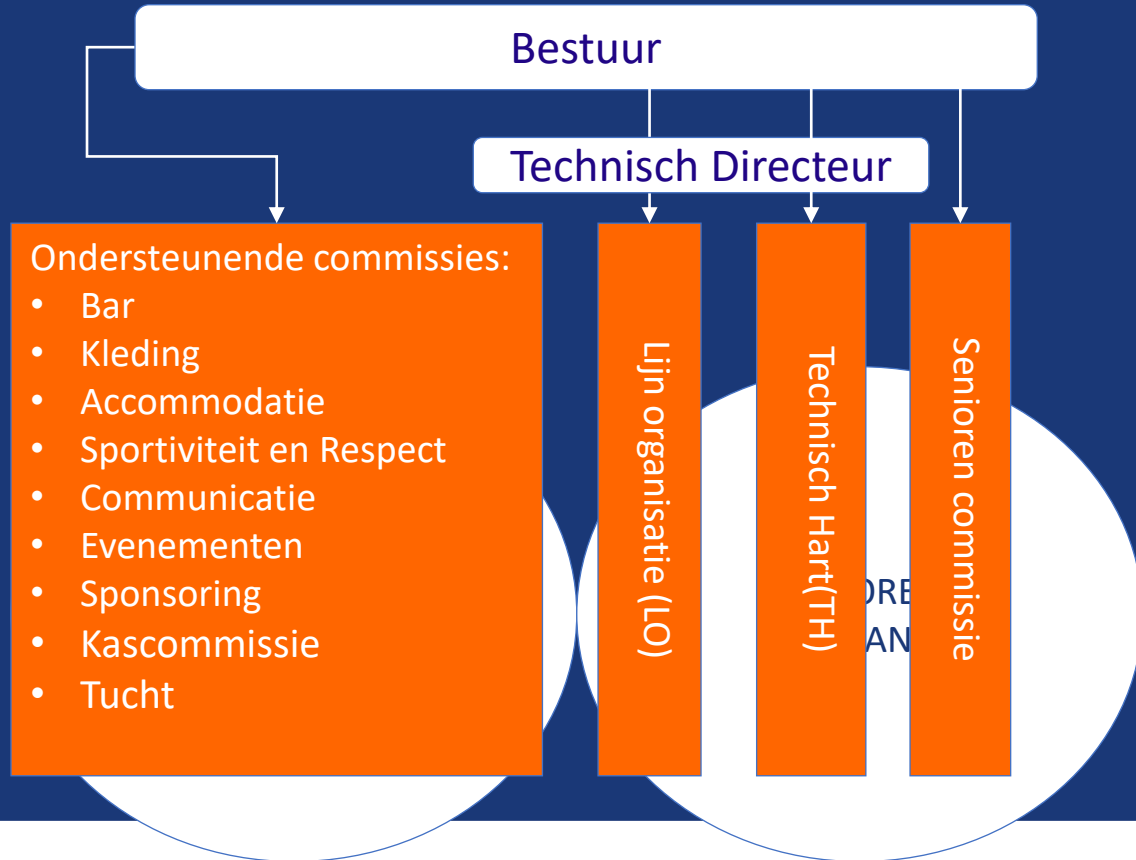 Bestuur
Technisch Directeur
Ondersteunende commissies:
• Bar
• Kleding
• Accommodatie
• Sportiviteit en Respect
• Communicatie
• Evenementen
• Sponsoring
• Kascommissie
• Tucht
Lijn organisatie (LO)
Technisch Hart(TH)
Senioren commissie